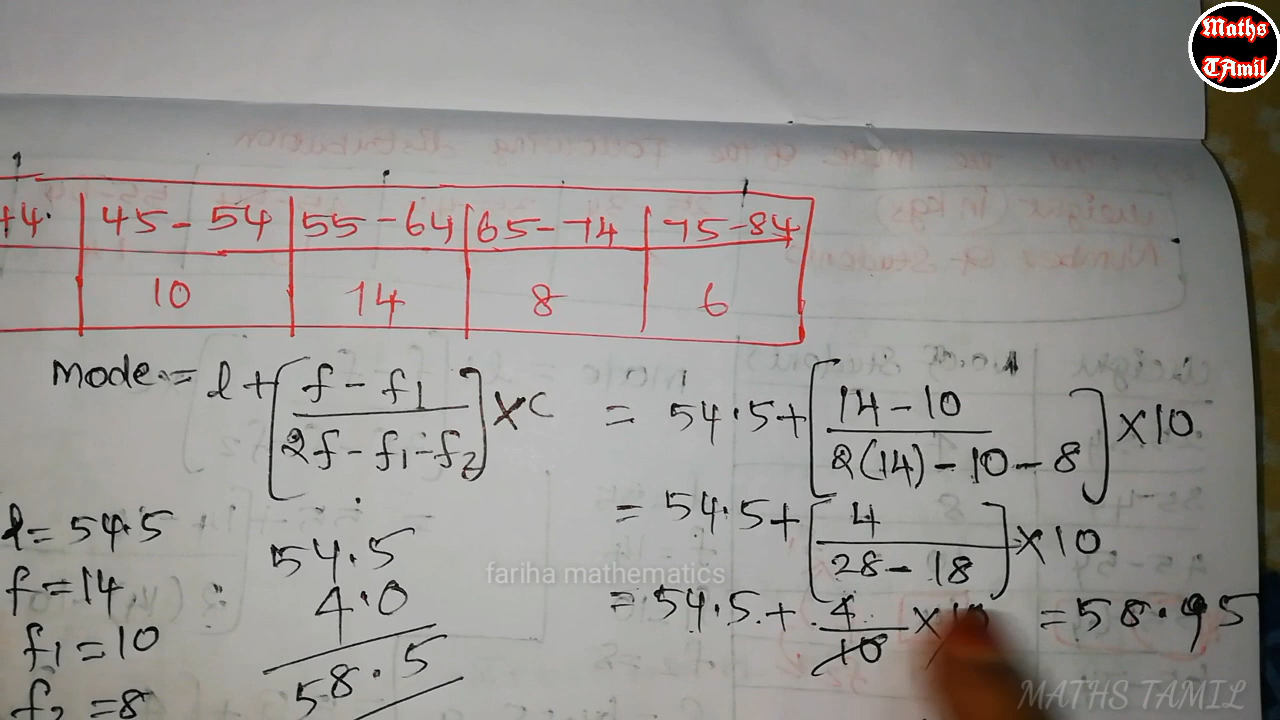 Maths
TAmil
+4. 45-54 55-64 65-74 75-84
10 14 8 6
Mode = l + [f - f1 / 2f - f1 - f2] × c
= 54.5 + [14 - 10 / 2(14) - 10 - 8] × 10
= 54.5 + [4 / 28 - 18] × 10
= 54.5 + 4 / 10 × 10 = 58.95
l = 54.5
f = 14
f1 = 10
f2 = 8
54.5
4.0
58.5
fariha mathematics
MATHS TAMIL